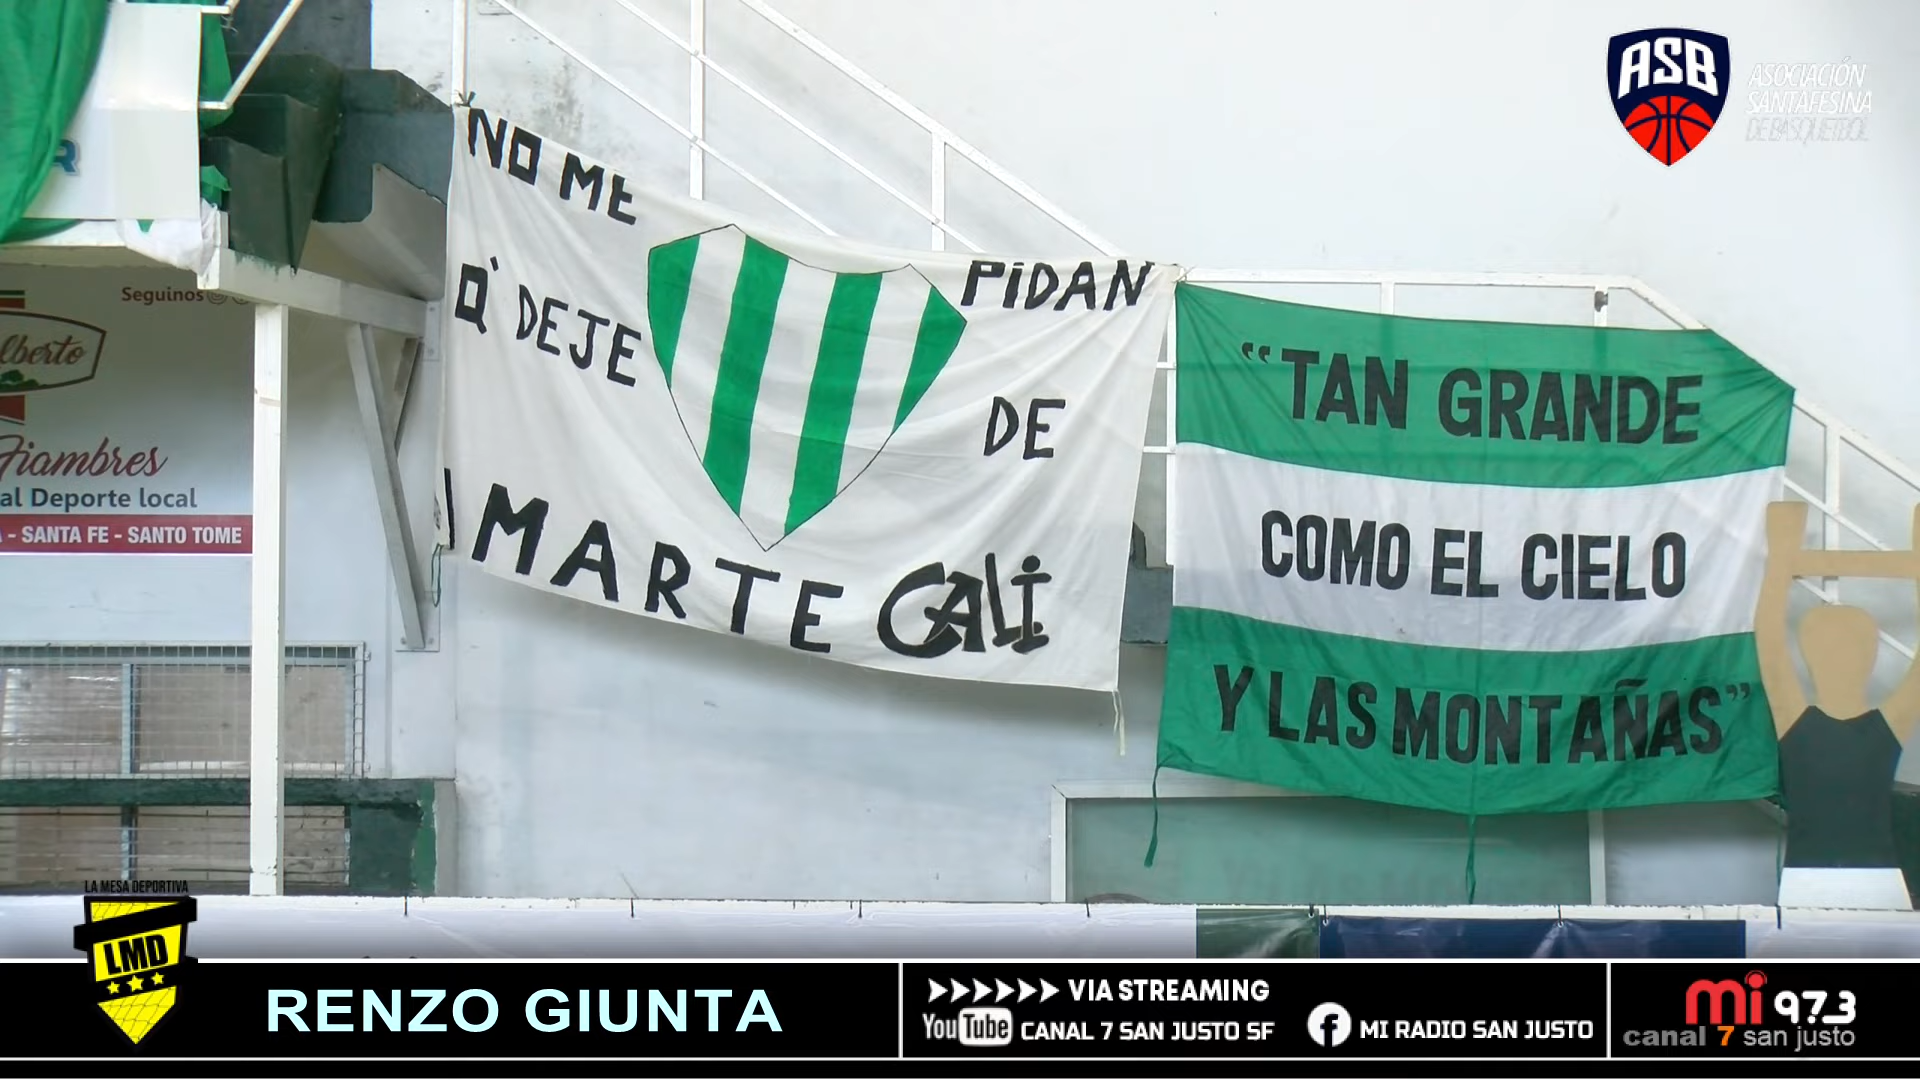 ASB
ASOCIACIÓN
SANTAFESINA
DE BASQUETBOL
NO ME
PiDAN
Q' DEJE
DE
MARTE CALI
"TAN GRANDE
COMO EL CIELO
Y LAS MONTAÑAS"
Seguinos
lberto
Fiambres
al Deporte local
- SANTA FE - SANTO TOME
LA MESA DEPORTIVA
LMD
RENZO GIUNTA
VIA STREAMING
YouTube CANAL 7 SAN JUSTO SF
MI RADIO SAN JUSTO
mi 97.3
canal 7 san justo